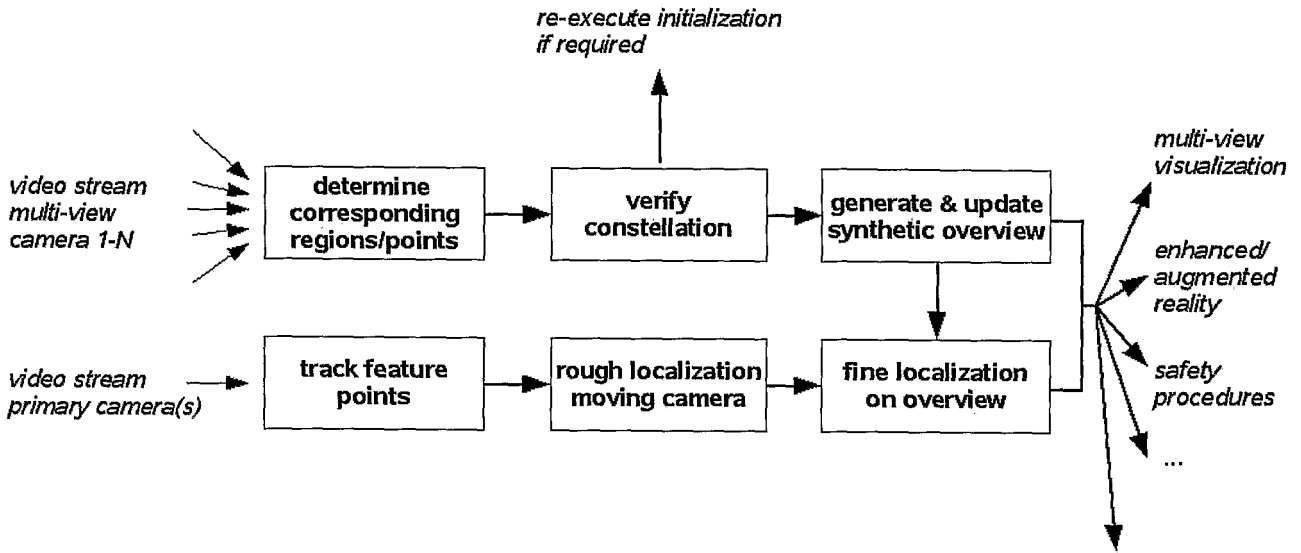 re-execute initialization
if required
video stream
multi-view
camera 1-N
determine
corresponding
regions/points
verify
constellation
generate & update
synthetic overview
multi-view
visualization
enhanced/
augmented
reality
video stream
primary camera(s)
track feature
points
rough localization
moving camera
fine localization
on overview
safety
procedures
...